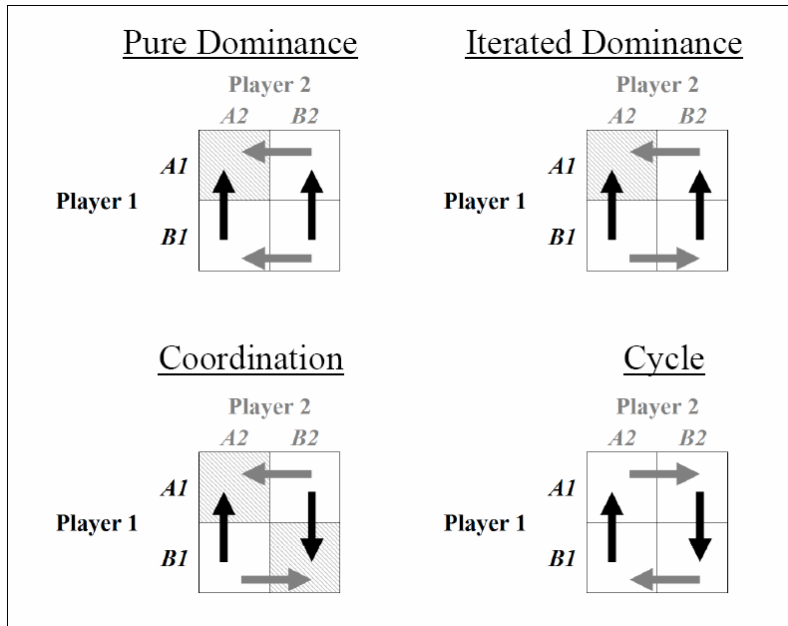 Pure Dominance
Player 2
A2 B2
A1
Player 1
B1
Iterated Dominance
Player 2
A2 B2
A1
Player 1
B1
Coordination
Player 2
A2 B2
A1
Player 1
B1
Cycle
Player 2
A2 B2
A1
Player 1
B1